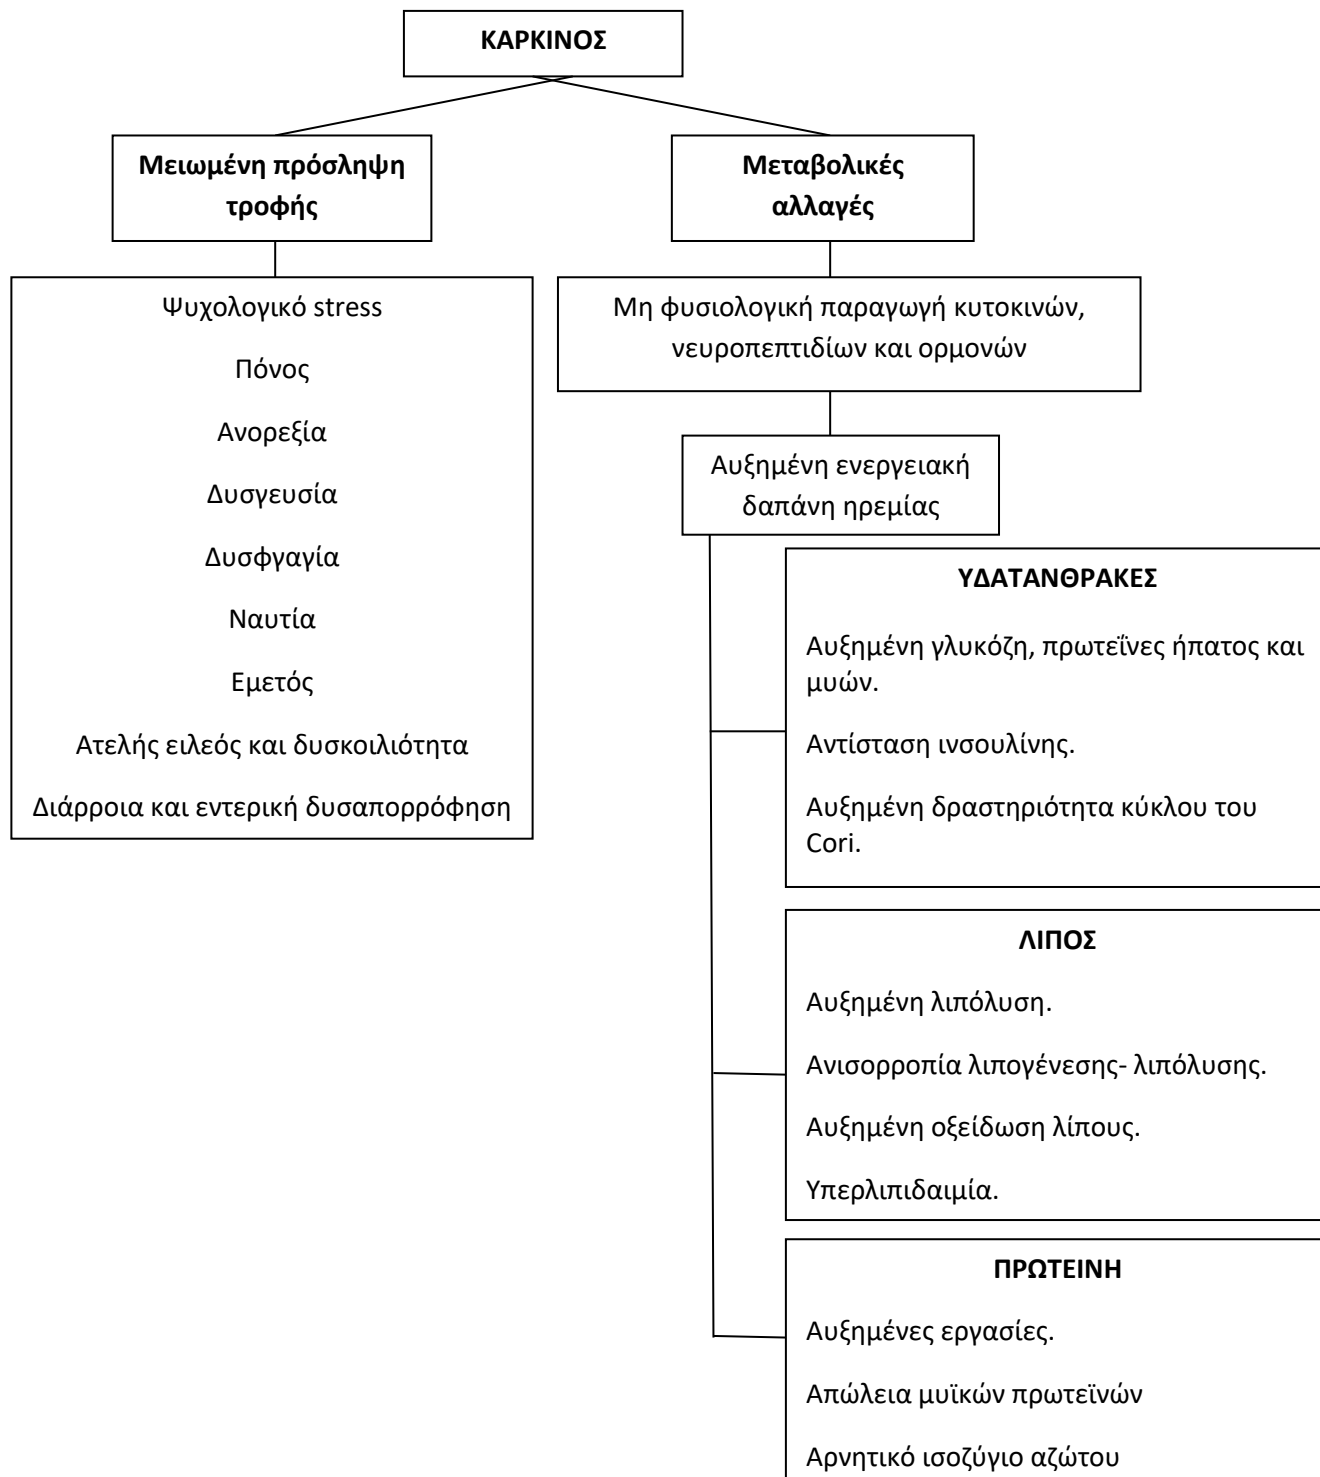 ΚΑΡΚΙΝΟΣ
Μειωμένη πρόσληψη
τροφής
Μεταβολικές
αλλαγές
Ψυχολογικό stress
Πόνος
Ανορεξία
Δυσγευσία
Δυσφγαγία
Ναυτία
Εμετός
Ατελής ειλεός και δυσκοιλιότητα
Διάρροια και εντερική δυσαπορρόφηση
Μη φυσιολογική παραγωγή κυτοκινών,
νευροπεπτιδίων και ορμονών
Αυξημένη ενεργειακή
δαπάνη ηρεμίας
ΥΔΑΤΑΝΘΡΑΚΕΣ
Αυξημένη γλυκόζη, πρωτεΐνες ήπατος και
μυών.
Αντίσταση ινσουλίνης.
Αυξημένη δραστηριότητα κύκλου του
Cori.
ΛΙΠΟΣ
Αυξημένη λιπόλυση.
Ανισορροπία λιπογένεσης- λιπόλυσης.
Αυξημένη οξείδωση λίπους.
Υπερλιπιδαιμία.
ΠΡΩΤΕΙΝΗ
Αυξημένες εργασίες.
Απώλεια μυϊκών πρωτεϊνών
Αρνητικό ισοζύγιο αζώτου